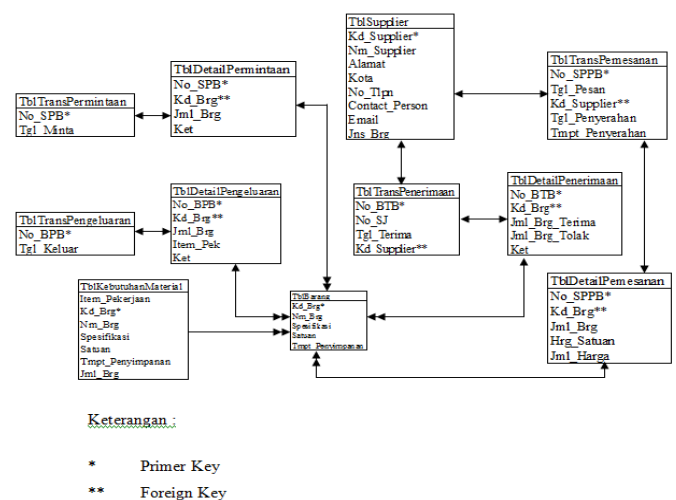 TblSupplier
Kd_Supplier*
Nm_Supplier
Alamat
Kota
No_Tlpn
Contact_Person
Email
Jns_Brg
TblDetailPermintaan
No_SPB*
Kd_Brg**
Jml_Brg
Ket
TblTransPemesanan
No_SPPB*
Tgl_Pesan
Kd_Supplier**
Tgl_Penyerahan
Tmpt_Penyerahan
TblTransPermintaan
No_SPB*
Tgl_Minta
TblDetailPengeluaran
No_BPB*
Kd_Brg**
Jml_Brg
Item_Pek
Ket
TblTransPenerimaan
No_BTB*
No_SJ
Tgl_Terima
Kd_Supplier**
TblDetailPenerimaan
No_BTB*
Kd_Brg**
Jml_Brg_Terima
Jml_Brg_Tolak
Ket
TblTransPengeluaran
No_BPB*
Tgl_Keluar
TblKebutuhanMaterial
Item_Pekerjaan
Kd_Brg*
Nm_Brg
Spesifikasi
Satuan
Tmpt_Penyimpanan
Jml_Brg
TblBarang
Kd_Brg*
Nm_Brg
Spesifikasi
Satuan
Tmpt_Penyimpanan
TblDetailPemesanan
No_SPPB*
Kd_Brg**
Jml_Brg
Hrg_Satuan
Jml_Harga
Keterangan :
* Primer Key
** Foreign Key